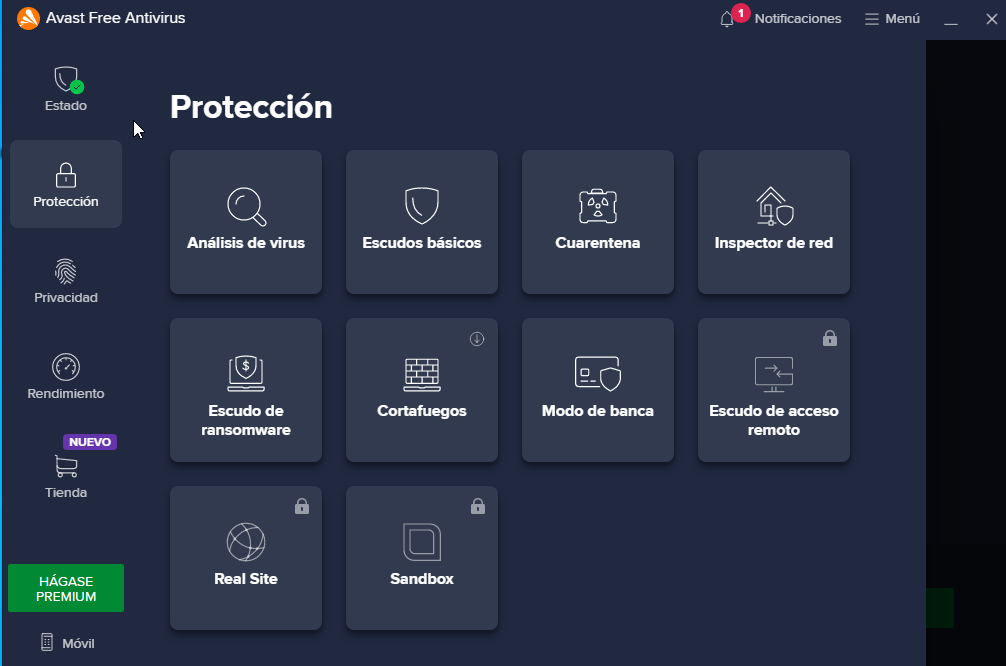 Avast Free Antivirus
1
Notificaciones
Menú
Estado
Protección
Privacidad
Rendimiento
NUEVO
Tienda
HÁGASE
PREMIUM
Móvil
Protección
Análisis de virus
Escudos básicos
Cuarentena
Inspector de red
Escudo de
ransomware
Cortafuegos
Modo de banca
Escudo de acceso
remoto
Real Site
Sandbox